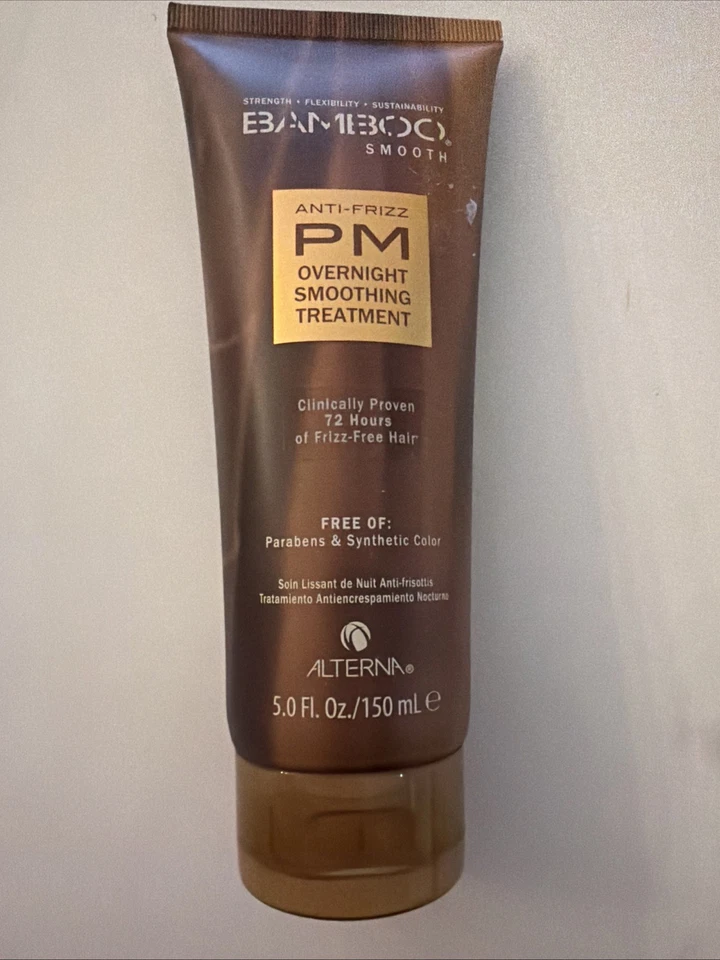 STRENGTH • FLEXIBILITY • SUSTAINABILITY
BAMBOO®
SMOOTH
ANTI-FRIZZ
PM
OVERNIGHT
SMOOTHING
TREATMENT
Clinically Proven
72 Hours
of Frizz-Free Hair
FREE OF:
Parabens & Synthetic Color
Soin Lissant de Nuit Anti-frisottis
Tratamiento Antiencrespamiento Nocturno
ALTERNA®
5.0 Fl. Oz./150 mL ℮